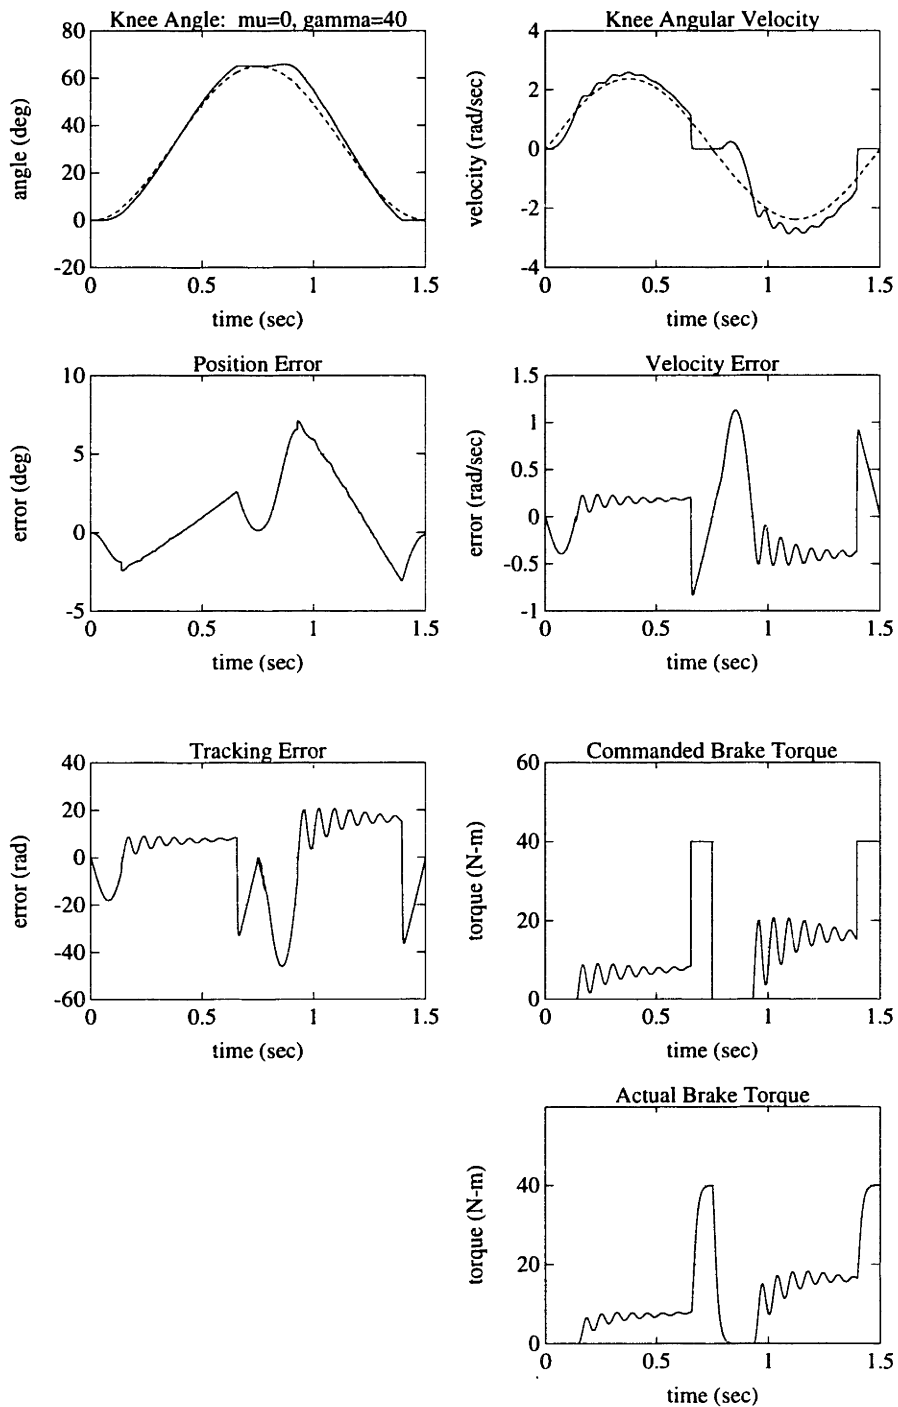 Knee Angle: mu=0, gamma=40
80
60
40
20
0
-20
angle (deg)
0
0.5
1
1.5
time (sec)
Knee Angular Velocity
4
2
0
-2
-4
velocity (rad/sec)
0
0.5
1
1.5
time (sec)
Position Error
10
5
0
-5
error (deg)
0
0.5
1
1.5
time (sec)
Velocity Error
1.5
1
0.5
0
-0.5
-1
error (rad/sec)
0
0.5
1
1.5
time (sec)
Tracking Error
40
20
0
-20
-40
-60
error (rad)
0
0.5
1
1.5
time (sec)
Commanded Brake Torque
60
40
20
0
torque (N-m)
0
0.5
1
1.5
time (sec)
Actual Brake Torque
40
20
0
torque (N-m)
0
0.5
1
1.5
time (sec)